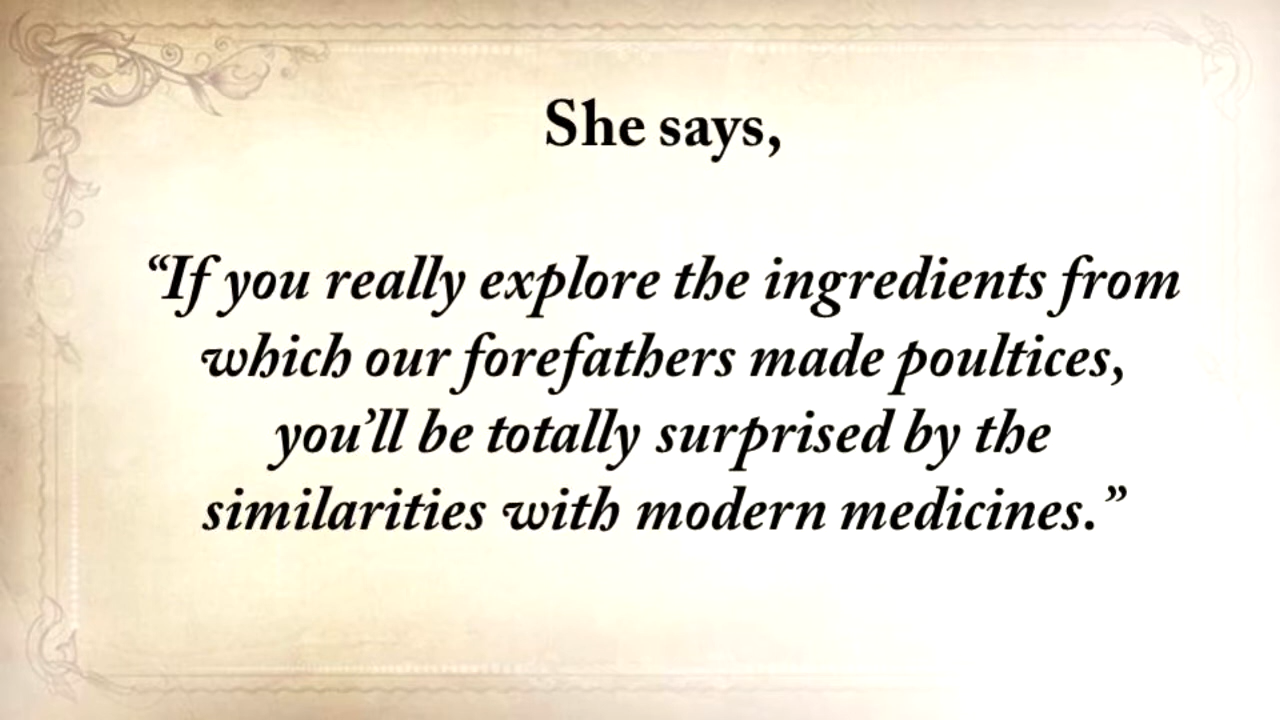 She says,
“If you really explore the ingredients from
which our forefathers made poultices,
you’ll be totally surprised by the
similarities with modern medicines.”